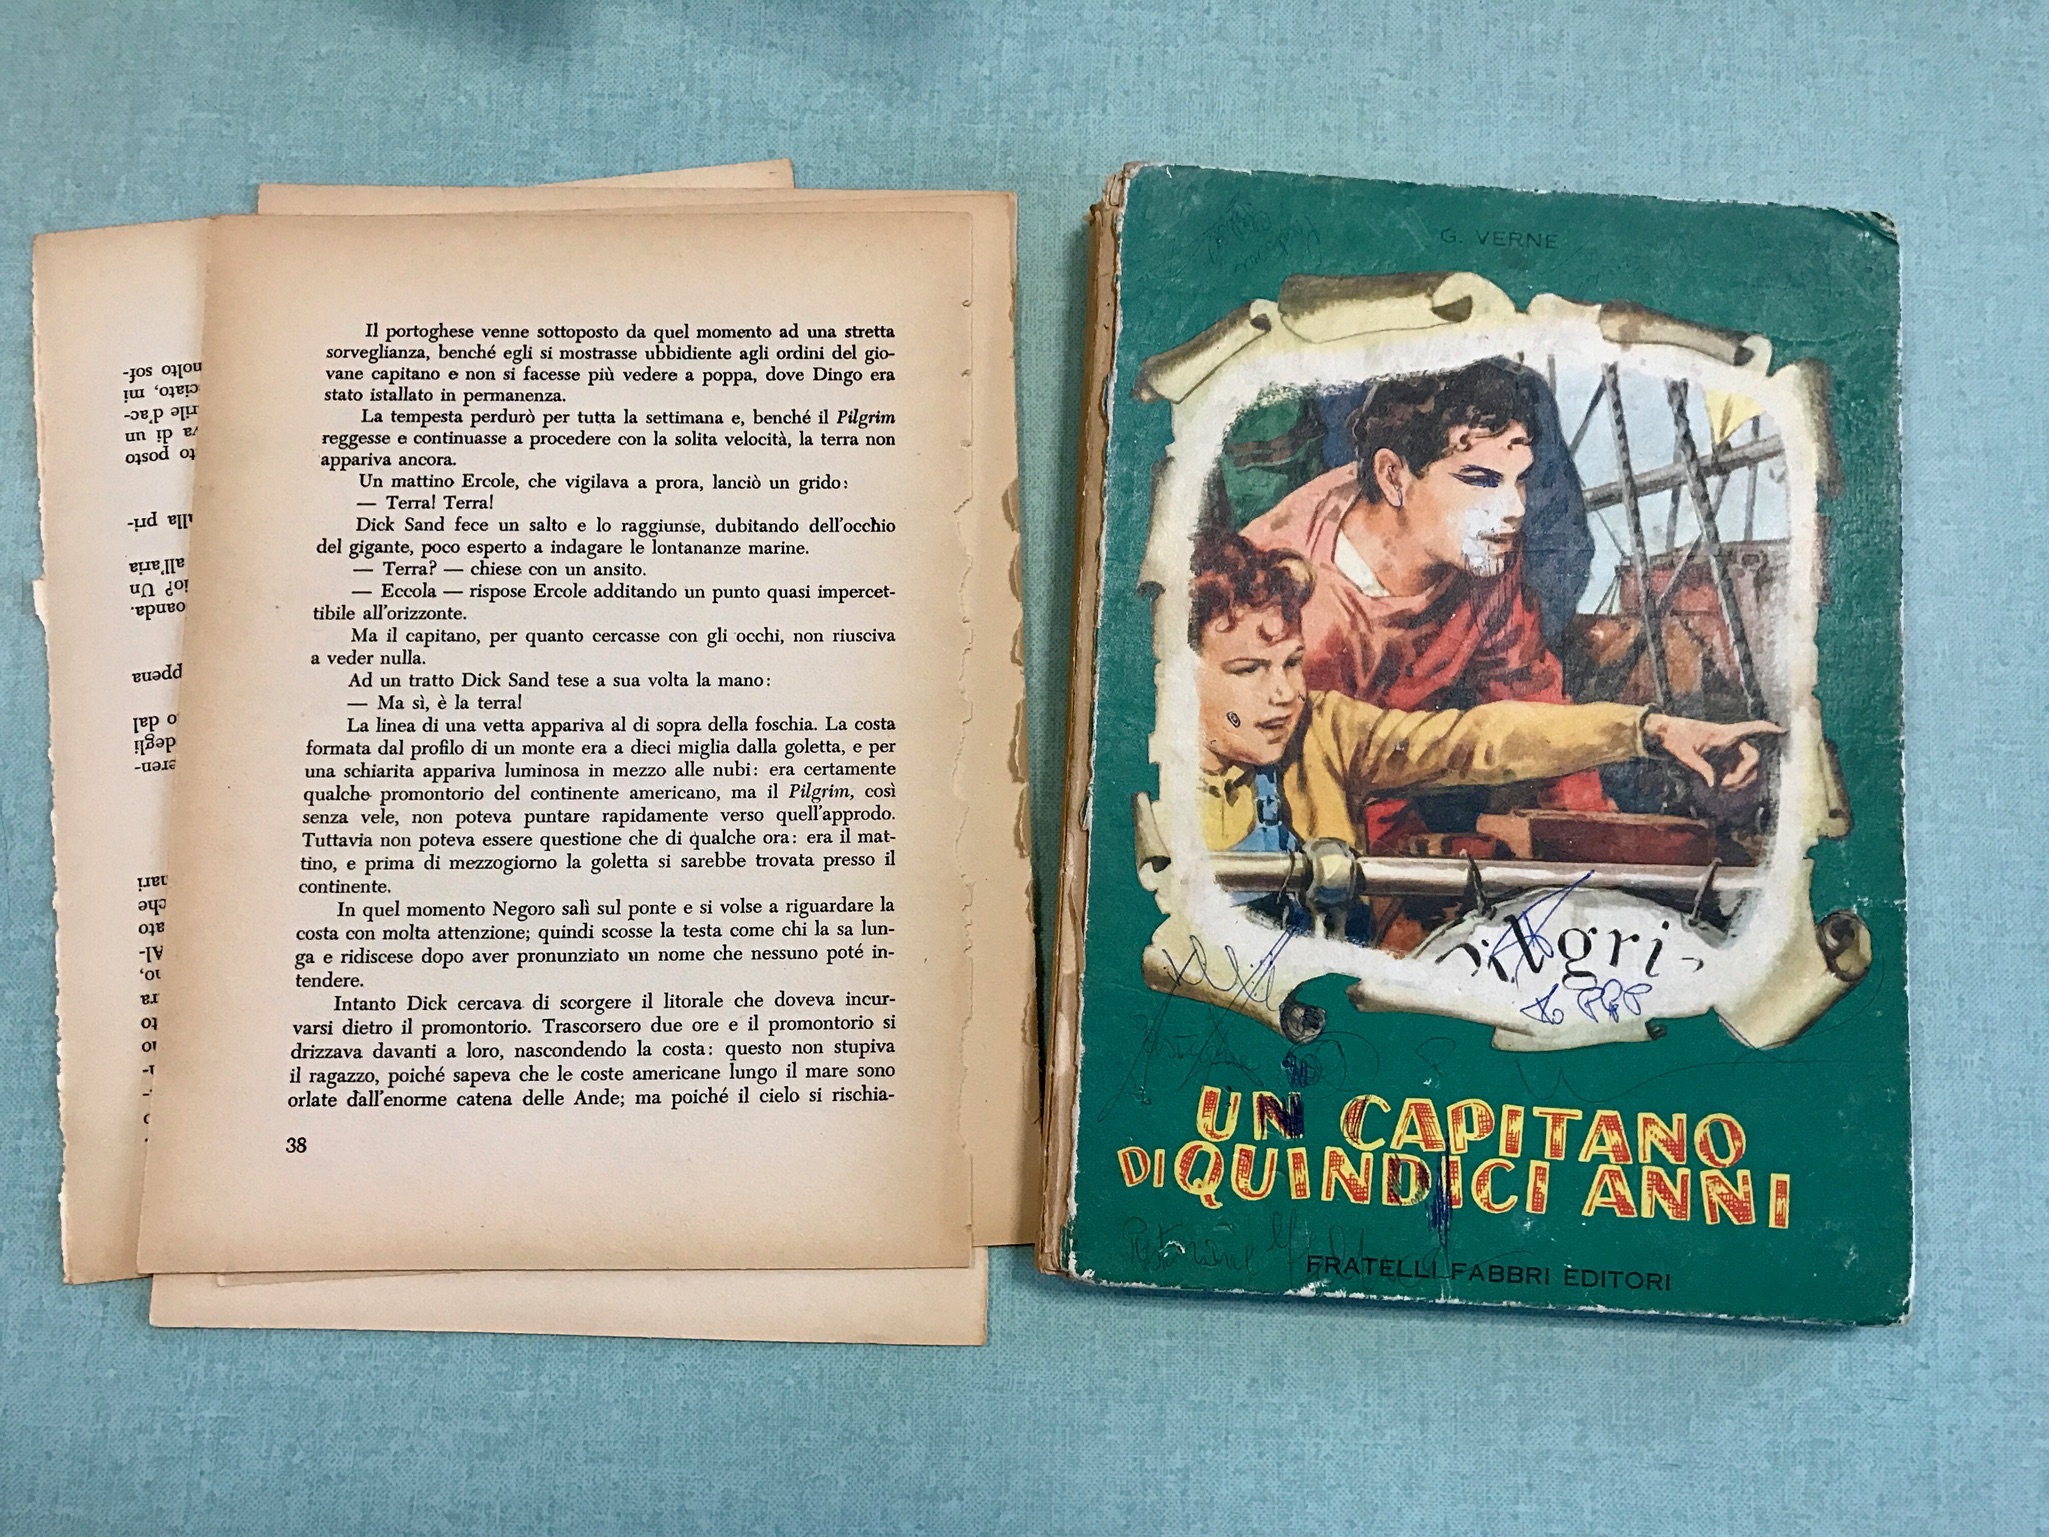 Il portoghese venne sottoposto da quel momento ad una stretta
sorveglianza, benché egli si mostrasse ubbidiente agli ordini del gio-
vane capitano e non si facesse più vedere a poppa, dove Dingo era
stato istallato in permanenza.
La tempesta perdurò per tutta la settimana e, benché il Pilgrim
reggesse e continuasse a procedere con la solita velocità, la terra non
appariva ancora.
Un mattino Ercole, che vigilava a prora, lanciò un grido:
— Terra! Terra!
Dick Sand fece un salto e lo raggiunse, dubitando dell'occhio
del gigante, poco esperto a indagare le lontananze marine.
— Terra? — chiese con un ansito.
— Eccola — rispose Ercole additando un punto quasi impercet-
tibile all'orizzonte.
Ma il capitano, per quanto cercasse con gli occhi, non riusciva
a veder nulla.
Ad un tratto Dick Sand tese a sua volta la mano:
— Ma sì, è la terra!
La linea di una vetta appariva al di sopra della foschia. La costa
formata dal profilo di un monte era a dieci miglia dalla goletta, e per
una schiarita appariva luminosa in mezzo alle nubi: era certamente
qualche promontorio del continente americano, ma il Pilgrim, così
senza vele, non poteva puntare rapidamente verso quell'approdo.
Tuttavia non poteva essere questione che di qualche ora: era il mat-
tino, e prima di mezzogiorno la goletta si sarebbe trovata presso il
continente.
In quel momento Negoro salì sul ponte e si volse a riguardare la
costa con molta attenzione; quindi scosse la testa come chi la sa lun-
ga e ridiscese dopo aver pronunziato un nome che nessuno poté in-
tendere.
Intanto Dick cercava di scorgere il litorale che doveva incur-
varsi dietro il promontorio. Trascorsero due ore e il promontorio si
drizzava davanti a loro, nascondendo la costa: questo non stupiva
il ragazzo, poiché sapeva che le coste americane lungo il mare sono
orlate dall'enorme catena delle Ande; ma poiché il cielo si rischia-
38
G. VERNE
UN CAPITANO
DI QUINDICI ANNI
FRATELLI FABBRI EDITORI